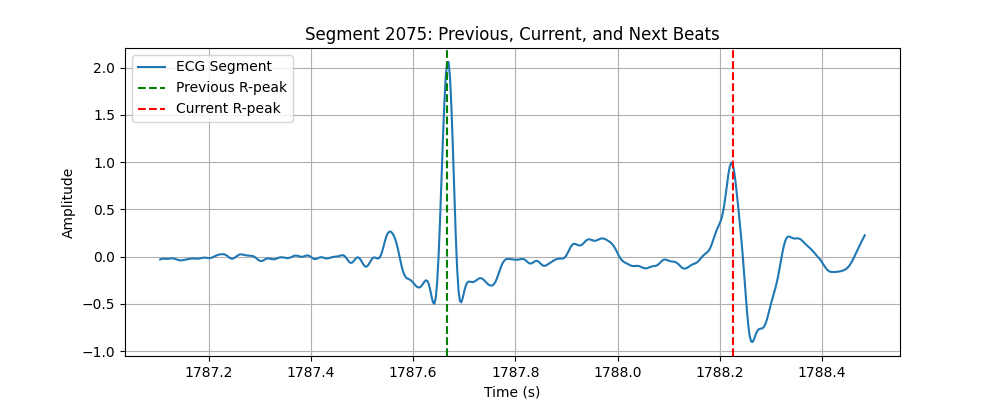 Segment 2075: Previous, Current, and Next Beats
ECG Segment
Previous R-peak
Current R-peak
Amplitude
2.0
1.5
1.0
0.5
0.0
−0.5
−1.0
1787.2 1787.4 1787.6 1787.8 1788.0 1788.2 1788.4
Time (s)